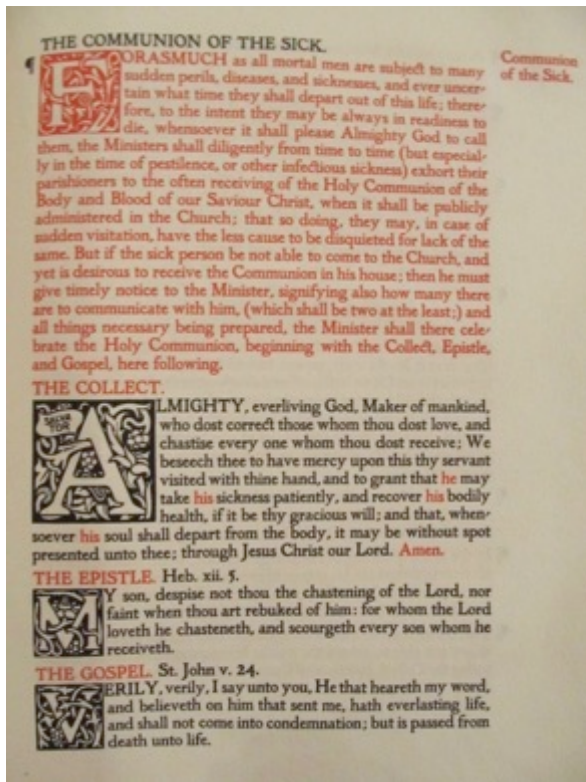 THE COMMUNION OF THE SICK.
¶ FORASMUCH as all mortal men are subject to many
sudden perils, diseases, and sicknesses, and ever uncer-
tain what time they shall depart out of this life; there-
fore, to the intent they may be always in readiness to
die, whensoever it shall please Almighty God to call
them, the Ministers shall diligently from time to time (but especial-
ly in the time of pestilence, or other infectious sickness) exhort their
parishioners to the often receiving of the Holy Communion of the
Body and Blood of our Saviour Christ, when it shall be publicly
administered in the Church; that so doing, they may, in case of
sudden visitation, have the less cause to be disquieted for lack of the
same. But if the sick person be not able to come to the Church, and
yet is desirous to receive the Communion in his house; then he must
give timely notice to the Minister, signifying also how many there
are to communicate with him, (which shall be two at the least;) and
all things necessary being prepared, the Minister shall there cele-
brate the Holy Communion, beginning with the Collect, Epistle,
and Gospel, here following.
Communion
of the Sick.
THE COLLECT.
SALVA
TOR
ALMIGHTY, everliving God, Maker of mankind,
who dost correct those whom thou dost love, and
chastise every one whom thou dost receive; We
beseech thee to have mercy upon this thy servant
visited with thine hand, and to grant that he may
take his sickness patiently, and recover his bodily
health, if it be thy gracious will; and that, when-
soever his soul shall depart from the body, it may be without spot
presented unto thee; through Jesus Christ our Lord. Amen.
THE EPISTLE. Heb. xii. 5.
MY son, despise not thou the chastening of the Lord, nor
faint when thou art rebuked of him: for whom the Lord
loveth he chasteneth, and scourgeth every son whom he
receiveth.
THE GOSPEL. St. John v. 24.
VERILY, verily, I say unto you, He that heareth my word,
and believeth on him that sent me, hath everlasting life,
and shall not come into condemnation; but is passed from
death unto life.